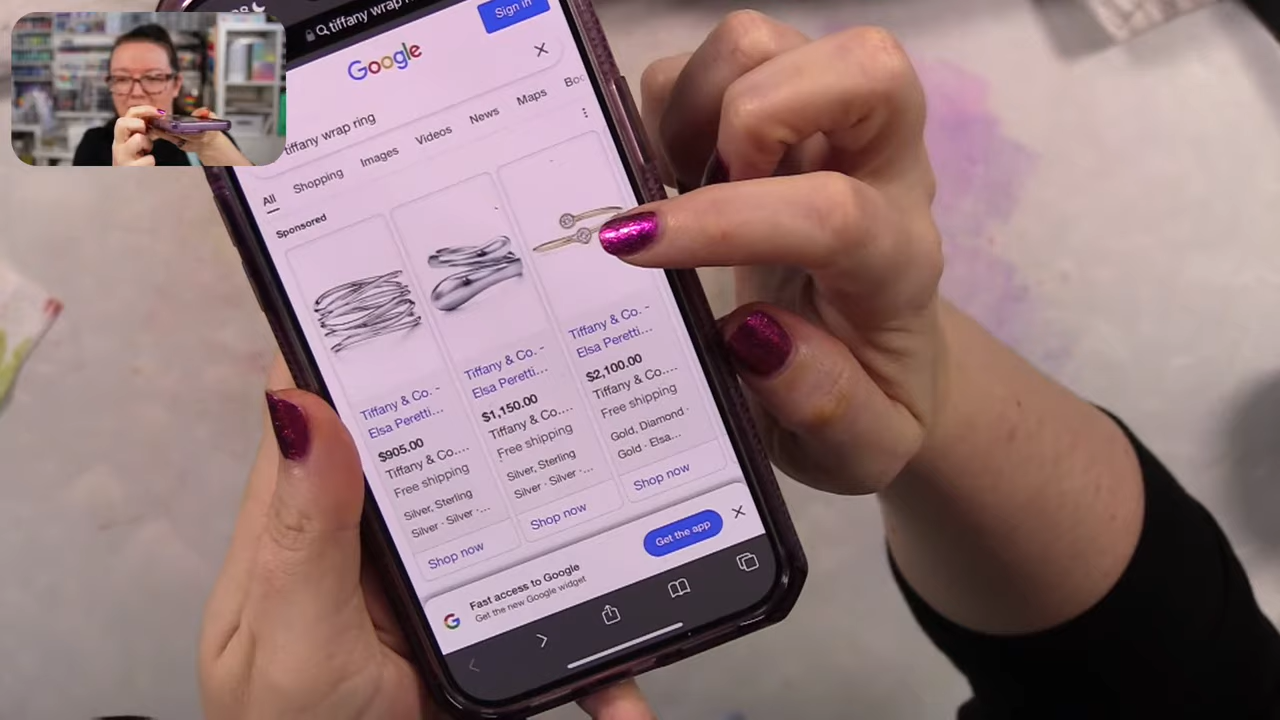 tiffany wrap r
Sign in
Google
tiffany wrap ring
All Shopping Images Videos News Maps
Sponsored
Tiffany & Co. -
Elsa Peretti...
$905.00
Tiffany & Co....
Free shipping
Silver, Sterling
Silver · Silver ·...
Shop now
Tiffany & Co. -
Elsa Peretti...
$1,150.00
Tiffany & Co....
Free shipping
Silver, Sterling
Silver · Silver ·...
Shop now
Tiffany & Co. -
Elsa Peretti...
$2,100.00
Tiffany & Co....
Free shipping
Gold, Diamond ·
Gold · Elsa...
Shop now
Get the app
Fast access to Google
Get the new Google widget